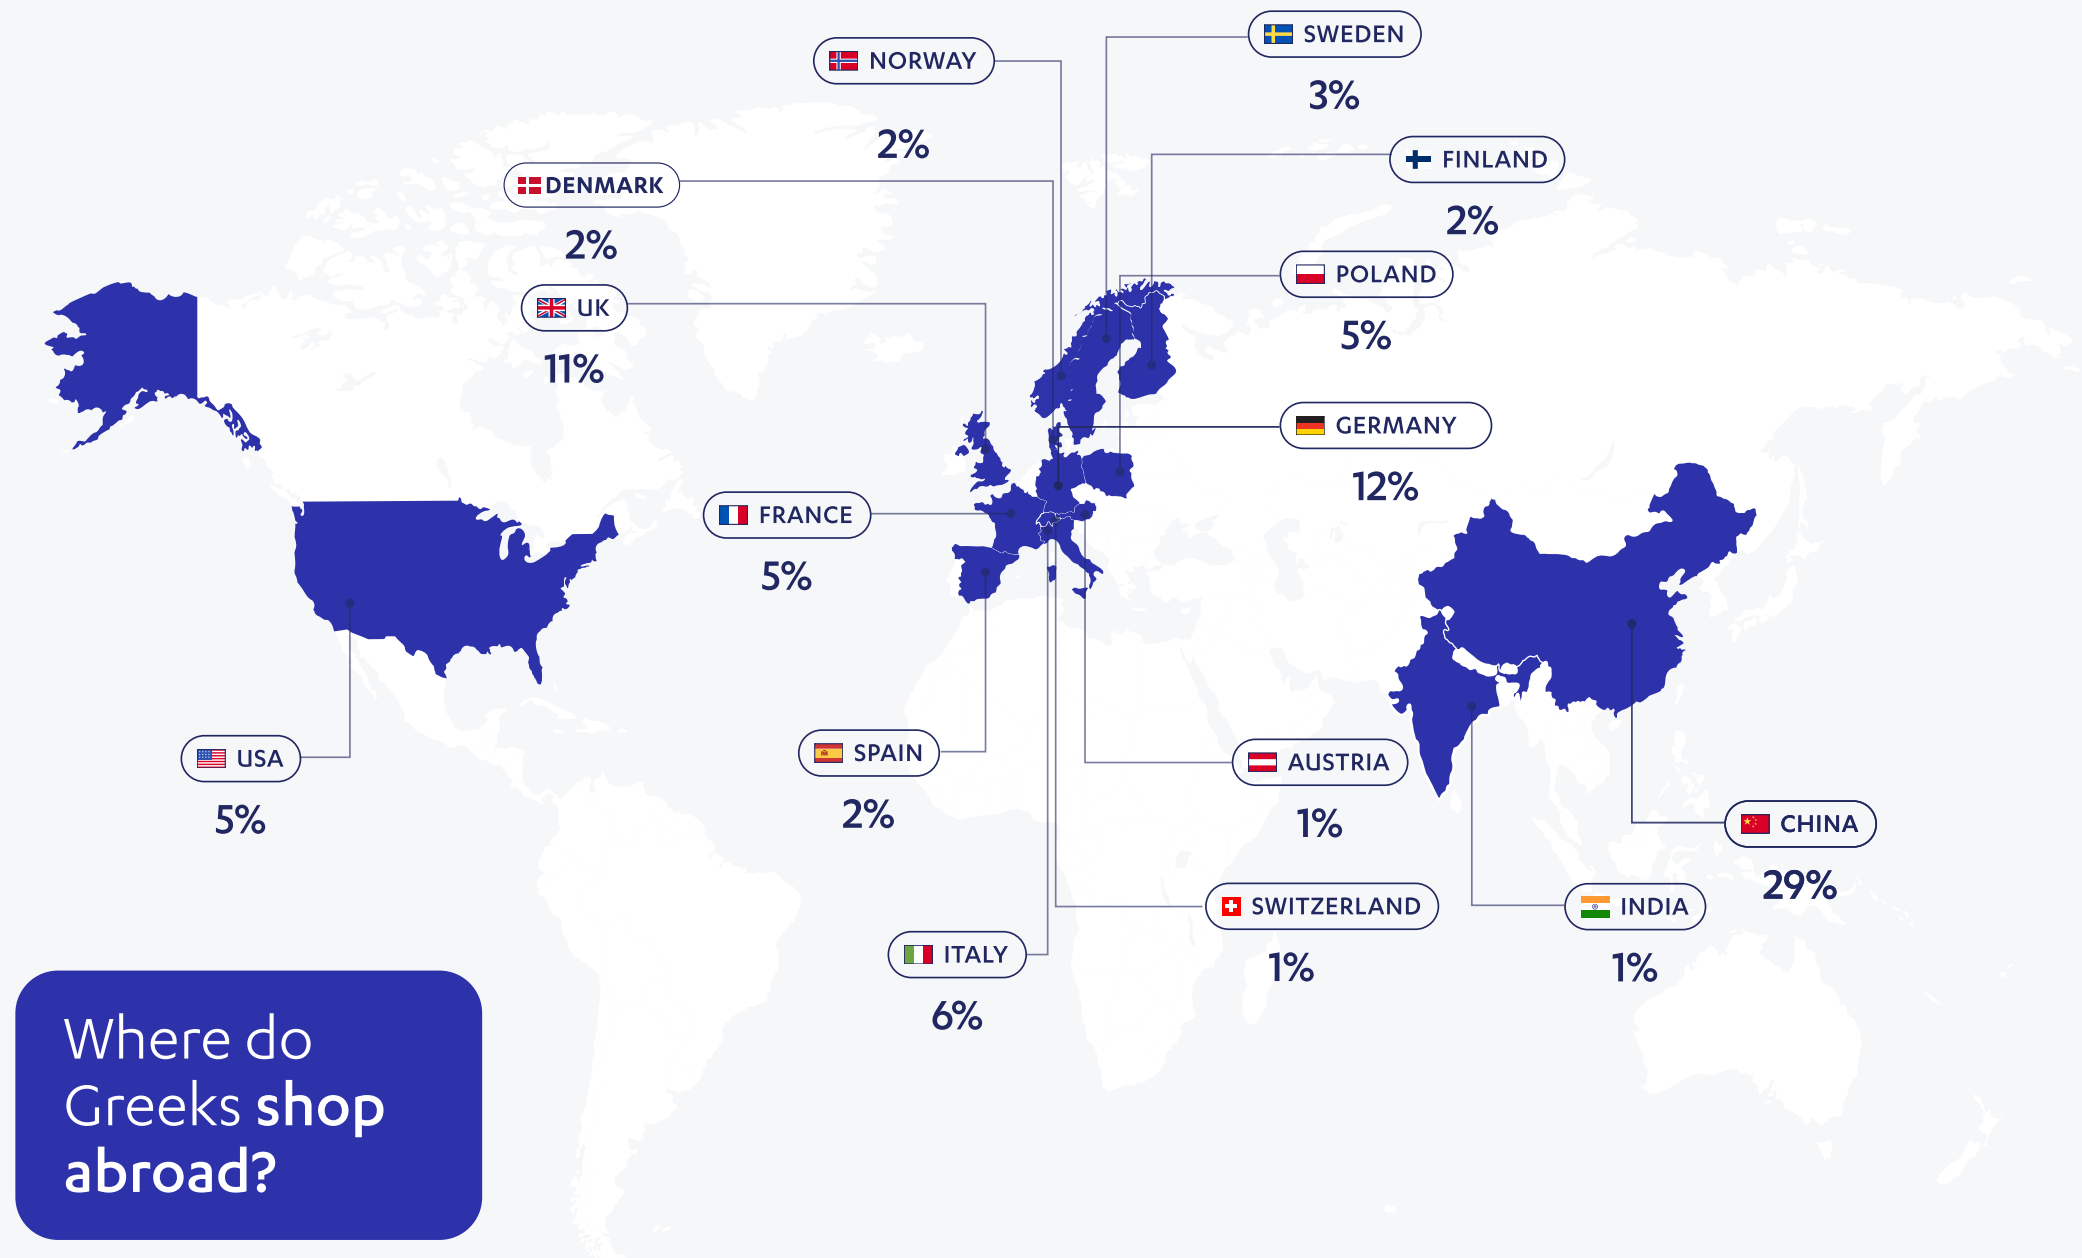 SWEDEN
3%
NORWAY
2%
FINLAND
2%
DENMARK
2%
POLAND
5%
UK
11%
GERMANY
12%
FRANCE
5%
USA
5%
SPAIN
2%
AUSTRIA
1%
CHINA
29%
SWITZERLAND
1%
INDIA
1%
ITALY
6%
Where do
Greeks shop
abroad?